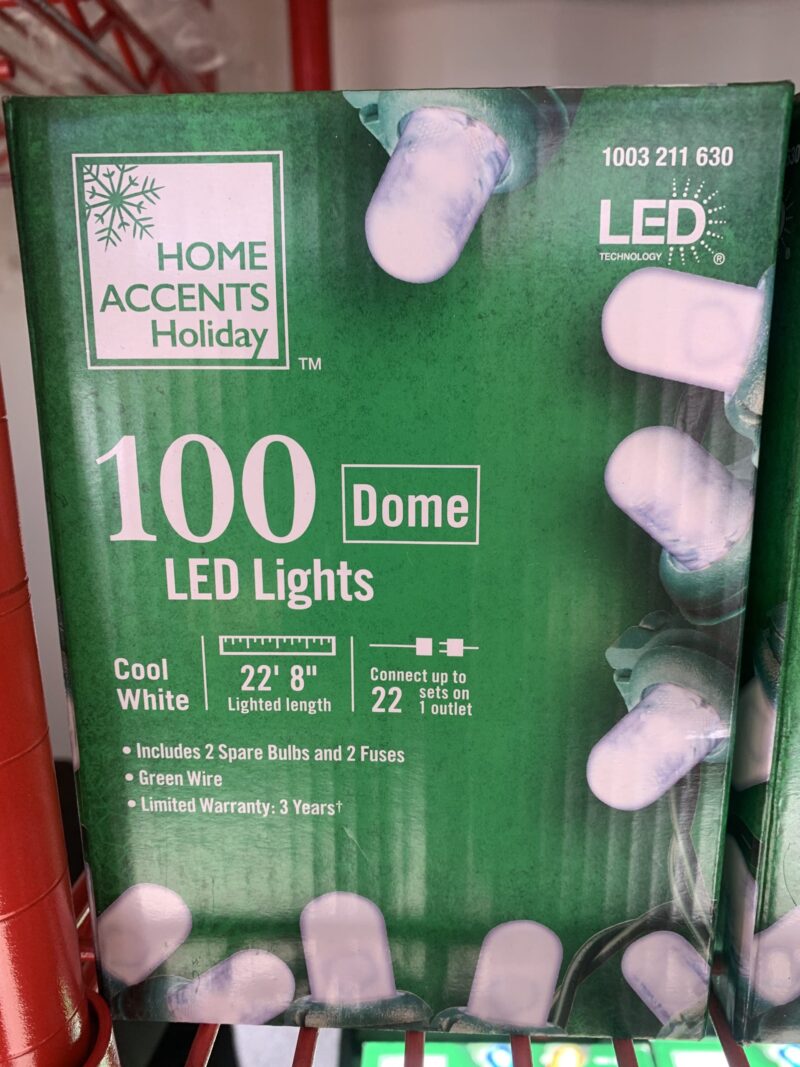 HOME
ACCENTS
Holiday
TM
1003 211 630
LED
TECHNOLOGY
®
100 Dome
LED Lights
Cool
White
22' 8"
Lighted length
Connect up to
22 sets on
1 outlet
• Includes 2 Spare Bulbs and 2 Fuses
• Green Wire
• Limited Warranty: 3 Years†